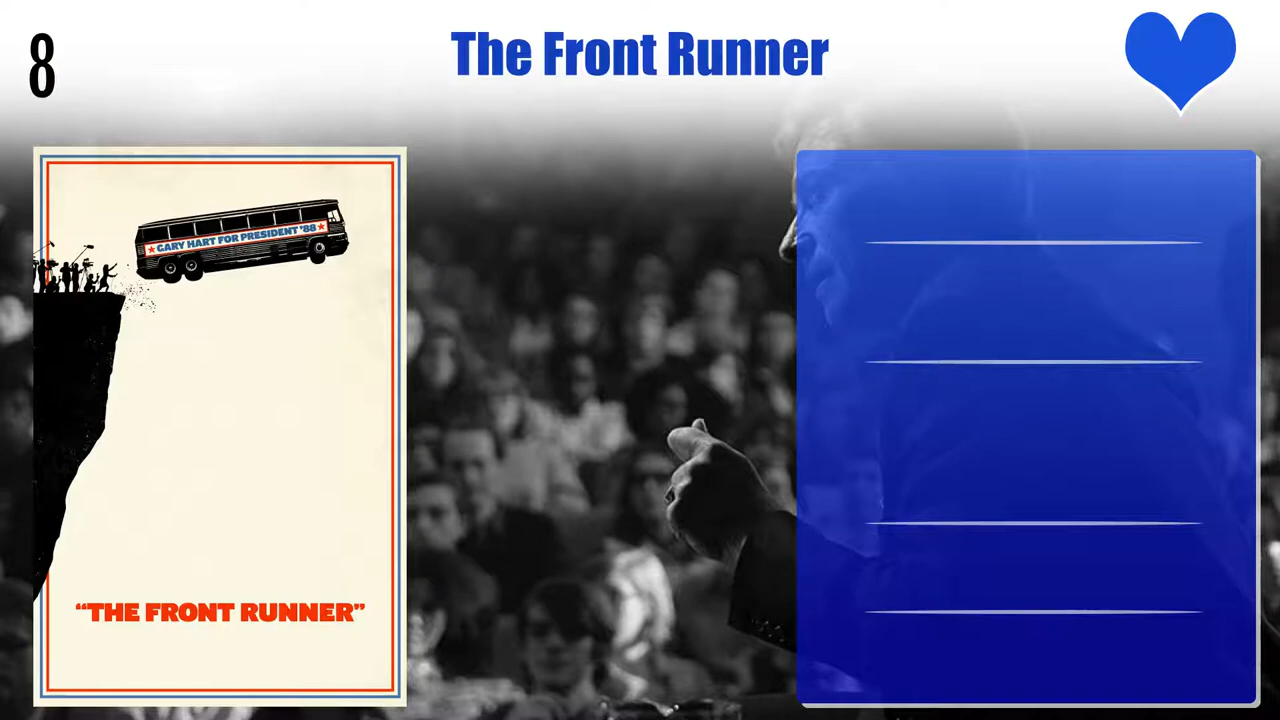 8
The Front Runner
★ GARY HART FOR PRESIDENT '88 ★
“THE FRONT RUNNER”